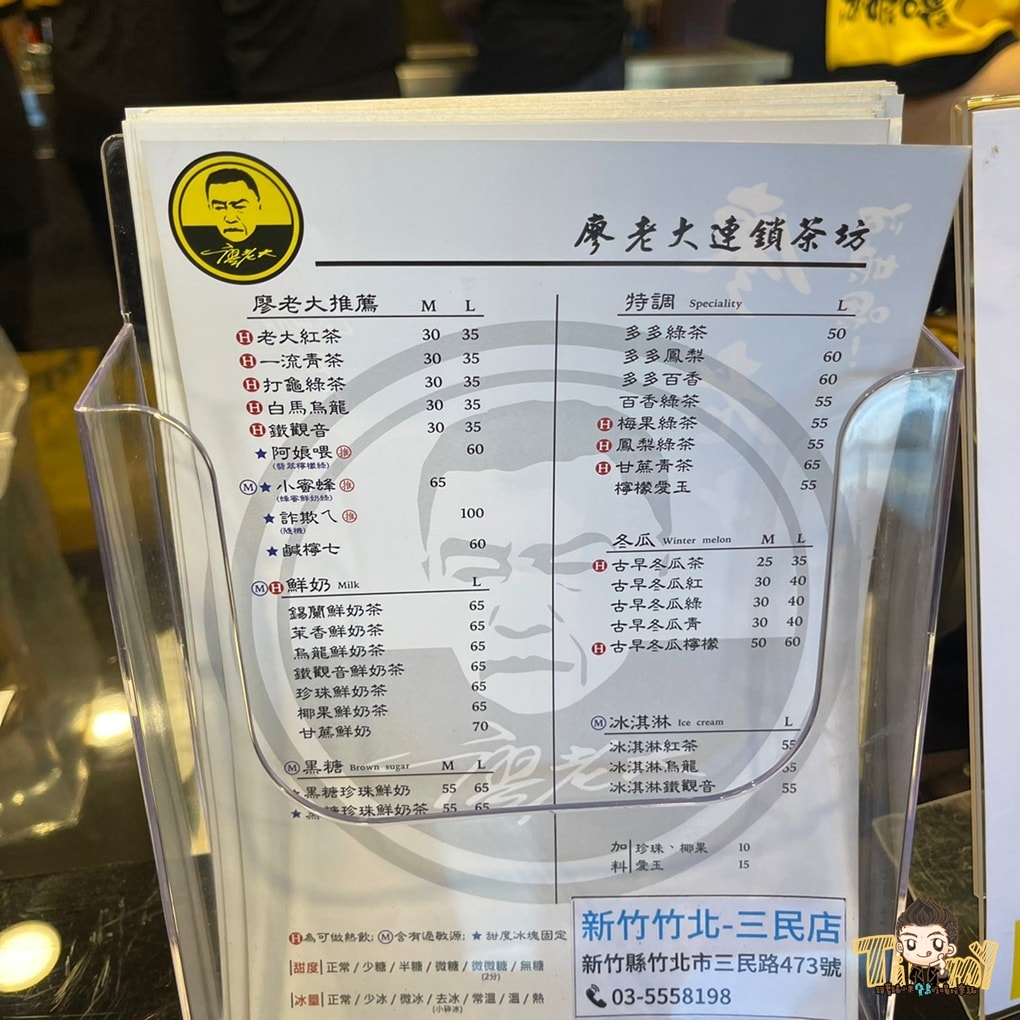 廖老大
廖老大連鎖茶坊
廖老大推薦 M L
H 老大紅茶 30 35
H 一流青茶 30 35
H 打龜綠茶 30 35
H 白馬烏龍 30 35
H 鐵觀音 30 35
★ 阿娘喂 推 60
(翡翠檸檬綠)
M ★ 小蜜蜂 推 65
(蜂蜜鮮奶綠)
★ 詐欺ㄟ 推 100
(隨機)
★ 鹹檸七 60
M H 鮮奶 Milk L
錫蘭鮮奶茶 65
茉香鮮奶茶 65
烏龍鮮奶茶 65
鐵觀音鮮奶茶 65
珍珠鮮奶茶 65
椰果鮮奶茶 65
甘蔗鮮奶 70
M 黑糖 Brown sugar M L
★ 黑糖珍珠鮮奶 55 65
★ 黑糖珍珠鮮奶茶 55 65
特調 Speciality L
多多綠茶 50
多多鳳梨 60
多多百香 60
百香綠茶 55
H 梅果綠茶 55
H 鳳梨綠茶 55
H 甘蔗青茶 65
檸檬愛玉 55
冬瓜 Winter melon M L
H 古早冬瓜茶 25 35
古早冬瓜紅 30 40
古早冬瓜綠 30 40
古早冬瓜青 30 40
H 古早冬瓜檸檬 50 60
M 冰淇淋 Ice cream L
冰淇淋紅茶 55
冰淇淋烏龍 55
冰淇淋鐵觀音 55
加料 珍珠、椰果 10
愛玉 15
H為可做熱飲; M含有過敏源; ★ 甜度冰塊固定
甜度 正常 / 少糖 / 半糖 / 微糖 / 微微糖 / 無糖
(2分)
冰量 正常 / 少冰 / 微冰 / 去冰 / 常溫 / 溫 / 熱
(小碎冰)
新竹竹北-三民店
新竹縣竹北市三民路473號
03-5558198